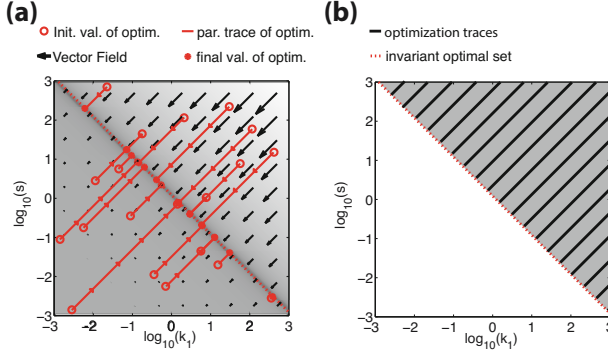 (a)
Init. val. of optim.
par. trace of optim.
Vector Field
final val. of optim.
3
2
1
0
−1
−2
−3
log10(s)
−3
−2
−1
0
1
2
3
log10(k1)
(b)
optimization traces
invariant optimal set
3
2
1
0
−1
−2
−3
log10(s)
−3
−2
−1
0
1
2
3
log10(k1)